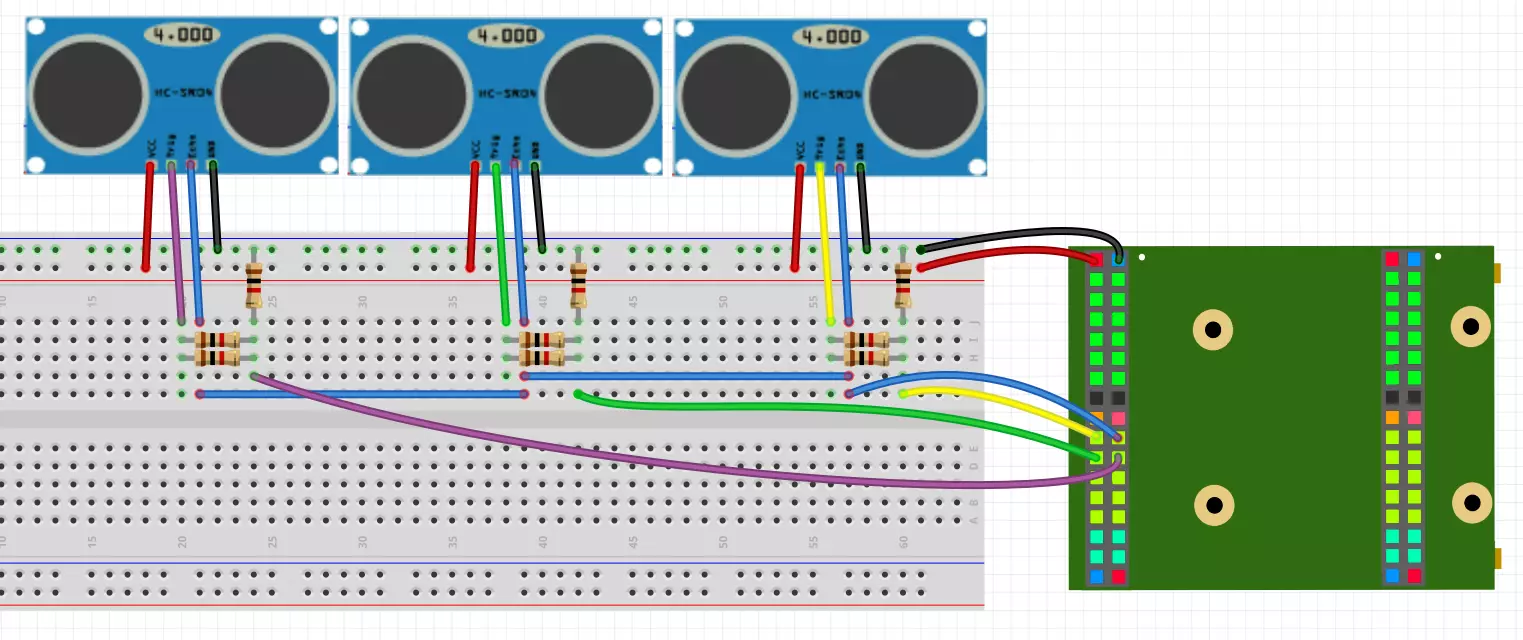 4.000 4.000 4.000
HC-SR04 HC-SR04 HC-SR04
VCC Trig Echo GND VCC Trig Echo GND VCC Trig Echo GND
10 15 25 30 35 40 45 50 55
J
I
H
E
D
C
B
A
10 15 20 25 30 35 40 45 50 55 60